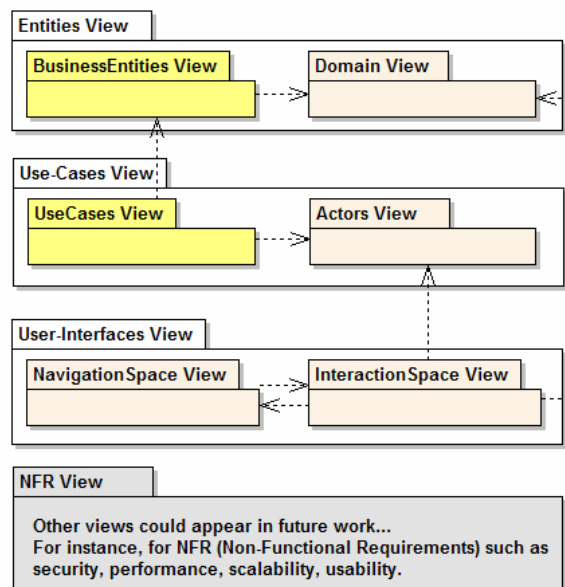 Entities View
BusinessEntities View
Domain View
Use-Cases View
UseCases View
Actors View
User-Interfaces View
NavigationSpace View
InteractionSpace View
NFR View
Other views could appear in future work...
For instance, for NFR (Non-Functional Requirements) such as
security, performance, scalability, usability.